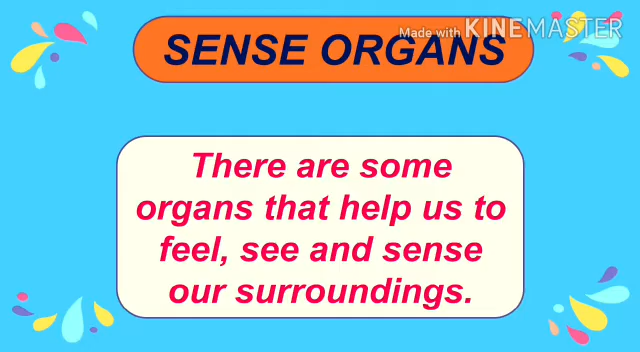 Made with KINEMASTER
SENSE ORGANS
There are some
organs that help us to
feel, see and sense
our surroundings.